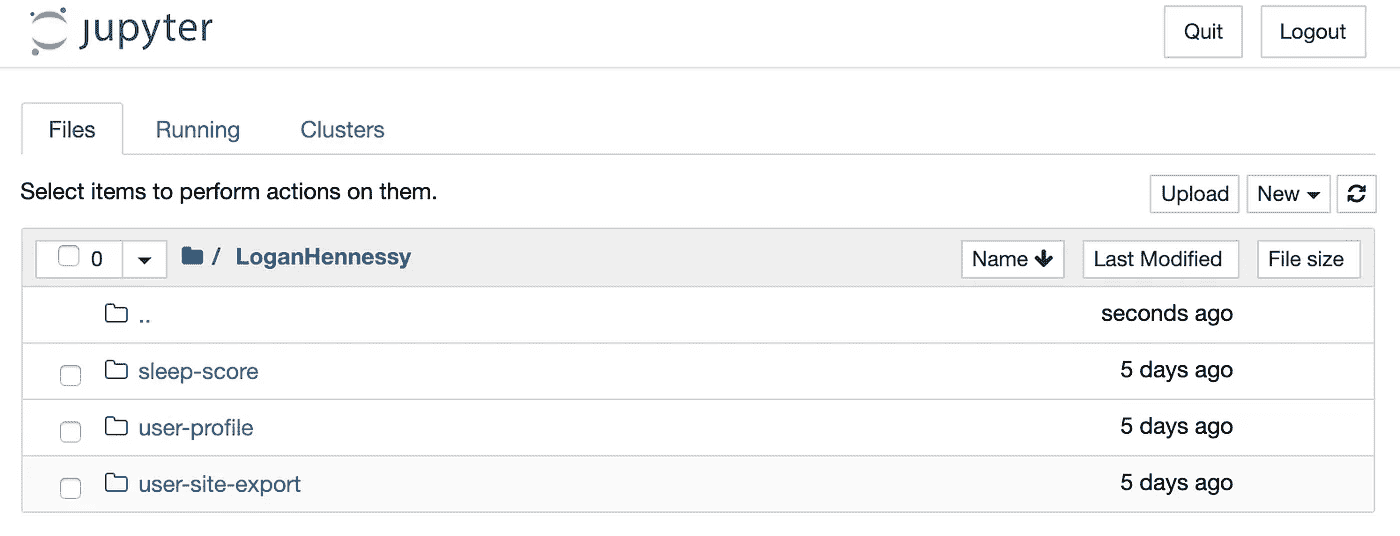 jupyter Quit Logout
Files Running Clusters
Select items to perform actions on them. Upload New
0 / LoganHennessy Name Last Modified File size
.. seconds ago
sleep-score 5 days ago
user-profile 5 days ago
user-site-export 5 days ago